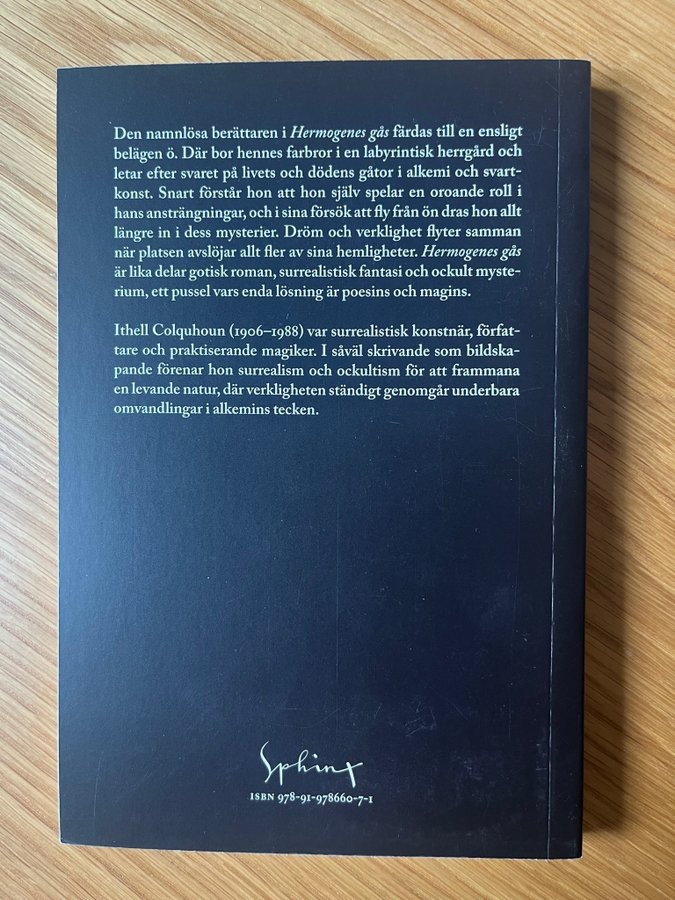 Den namnlösa berättaren i Hermogenes gås färdas till en ensligt
belägen ö. Där bor hennes farbror i en labyrintisk herrgård och
letar efter svaret på livets och dödens gåtor i alkemi och svart-
konst. Snart förstår hon att hon själv spelar en oroande roll i
hans ansträngningar, och i sina försök att fly från ön dras hon allt
längre in i dess mysterier. Dröm och verklighet flyter samman
när platsen avslöjar allt fler av sina hemligheter. Hermogenes gås
är lika delar gotisk roman, surrealistisk fantasi och ockult myste-
rium, ett pussel vars enda lösning är poesins och magins.
Ithell Colquhoun (1906–1988) var surrealistisk konstnär, förfat-
tare och praktiserande magiker. I såväl skrivande som bildska-
pande förenar hon surrealism och ockultism för att frammana
en levande natur, där verkligheten ständigt genomgår underbara
omvandlingar i alkemins tecken.
Sphinx
ISBN 978-91-978660-7-1